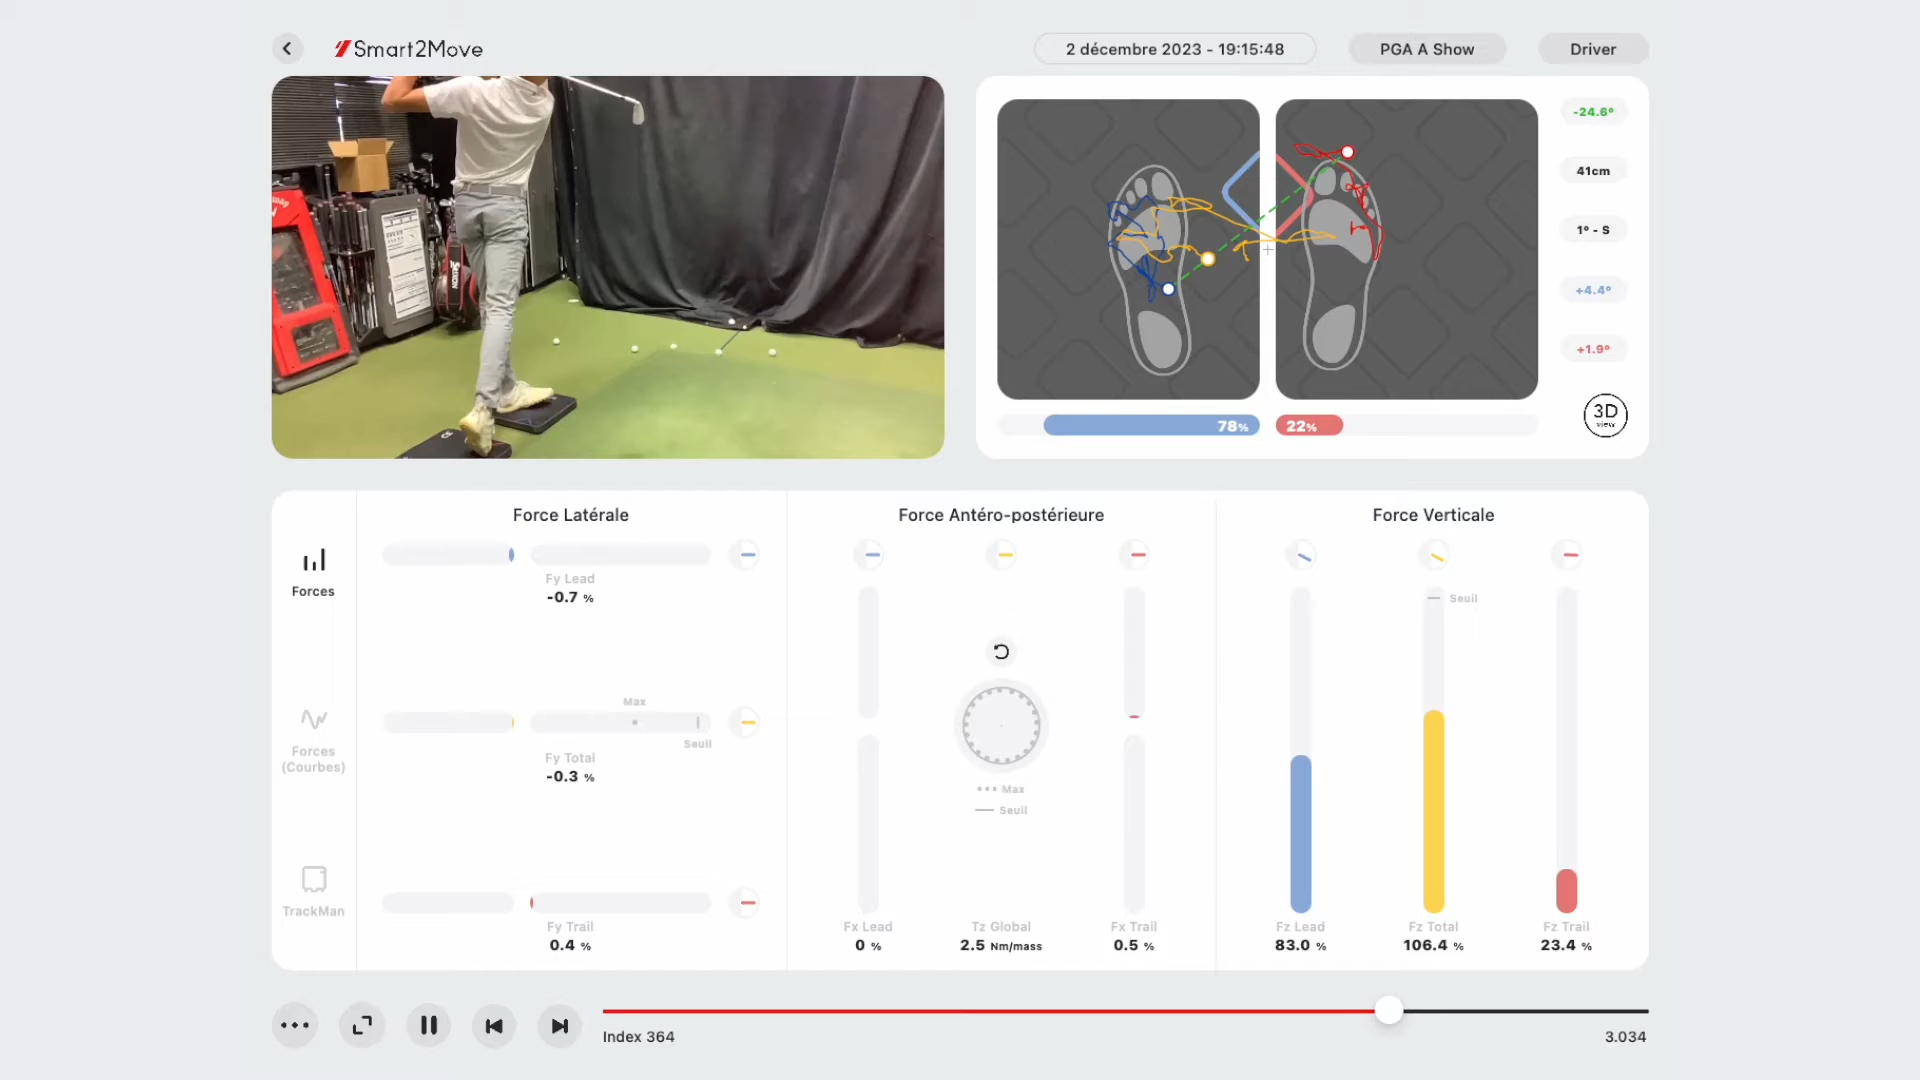 Smart2Move
2 décembre 2023 - 19:15:48
PGA A Show
Driver
SRIXON
-24.6°
41cm
1° - S
+4.4°
+1.9°
3D
view
78%
22%
Force Latérale
Force Antéro-postérieure
Force Verticale
Forces
Fy Lead
-0.7 %
Seuil
Max
Seuil
Forces
(Courbes)
Fy Total
-0.3 %
Max
Seuil
TrackMan
Fy Trail
0.4 %
Fx Lead
0 %
Tz Global
2.5 Nm/mass
Fx Trail
0.5 %
Fz Lead
83.0 %
Fz Total
106.4 %
Fz Trail
23.4 %
Index 364
3.034